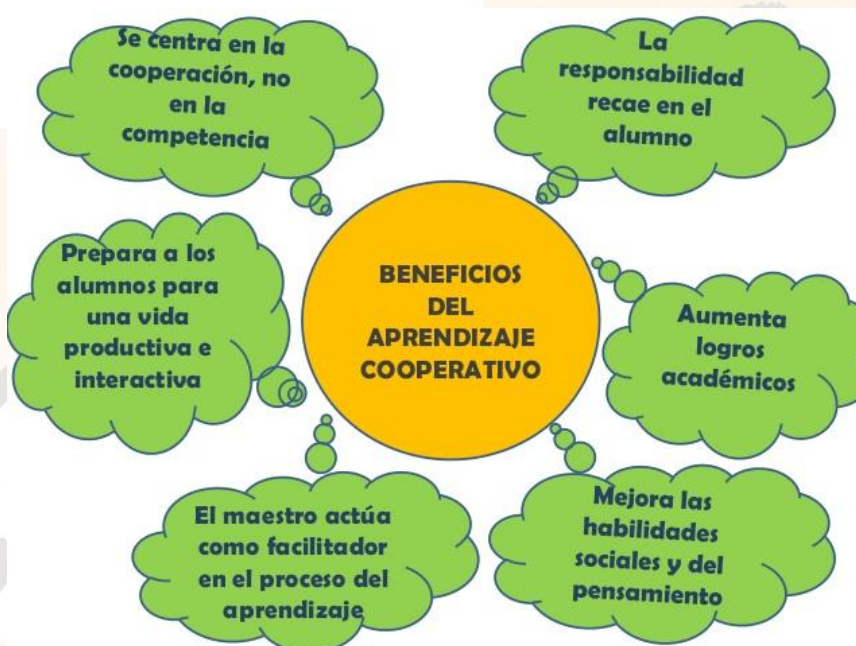 Se centra en la
cooperación, no
en la
competencia
La
responsabilidad
recae en el
alumno
Prepara a los
alumnos para
una vida
productiva e
interactiva
BENEFICIOS
DEL
APRENDIZAJE
COOPERATIVO
Aumenta
logros
académicos
El maestro actúa
como facilitador
en el proceso del
aprendizaje
Mejora las
habilidades
sociales y del
pensamiento